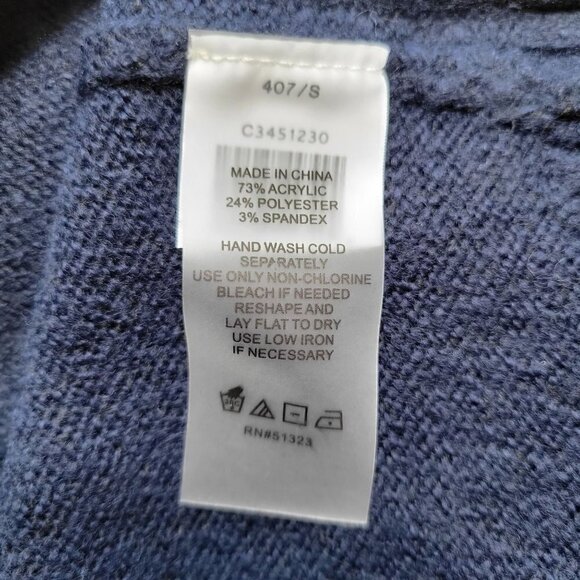 407/S
C3451230
MADE IN CHINA
73% ACRYLIC
24% POLYESTER
3% SPANDEX
HAND WASH COLD
SEPARATELY
USE ONLY NON-CHLORINE
BLEACH IF NEEDED
RESHAPE AND
LAY FLAT TO DRY
USE LOW IRON
IF NECESSARY
RN#51323